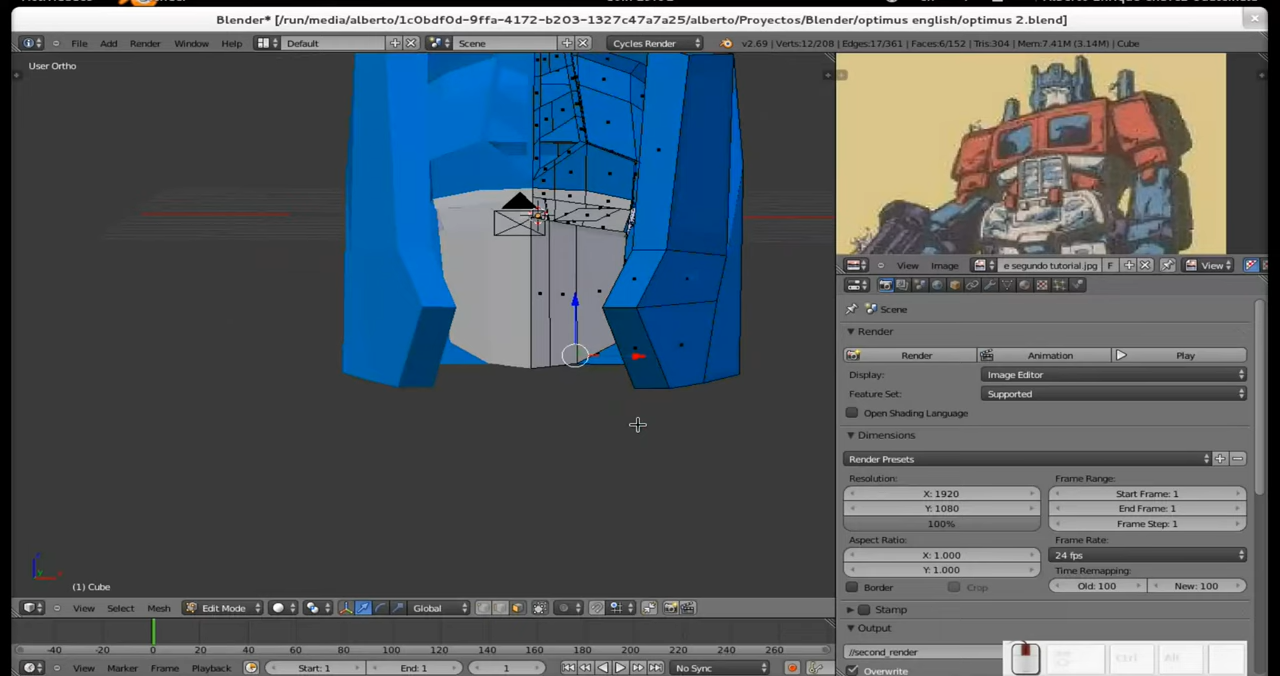 Blender* [/run/media/alberto/1c0bdf0d-9ffa-4172-b203-1327c47a7a25/alberto/Proyectos/Blender/optimus english/optimus 2.blend]
File Add Render Window Help Default Scene Cycles Render v2.69 | Verts:12/208 | Edges:17/361 | Faces:6/152 | Tris:304 | Mem:7.41M (3.14M) | Cube
User Ortho
View Image e segundo tutorial.jpg F View
Scene
Render
Render Animation Play
Display: Image Editor
Feature Set: Supported
Open Shading Language
Dimensions
Render Presets
Resolution: Frame Range:
X: 1920 Start Frame: 1
Y: 1080 End Frame: 1
100% Frame Step: 1
Aspect Ratio: Frame Rate:
X: 1.000 24 fps
Y: 1.000 Time Remapping:
Border Crop Old: 100 New: 100
(1) Cube
View Select Mesh Edit Mode Global
Stamp
Output
-40 -20 0 20 40 60 80 100 120 140 160 180 200 220 240 260
//second_render
View Marker Frame Playback Start: 1 End: 1 1 No Sync
Overwrite
Ctrl Alt